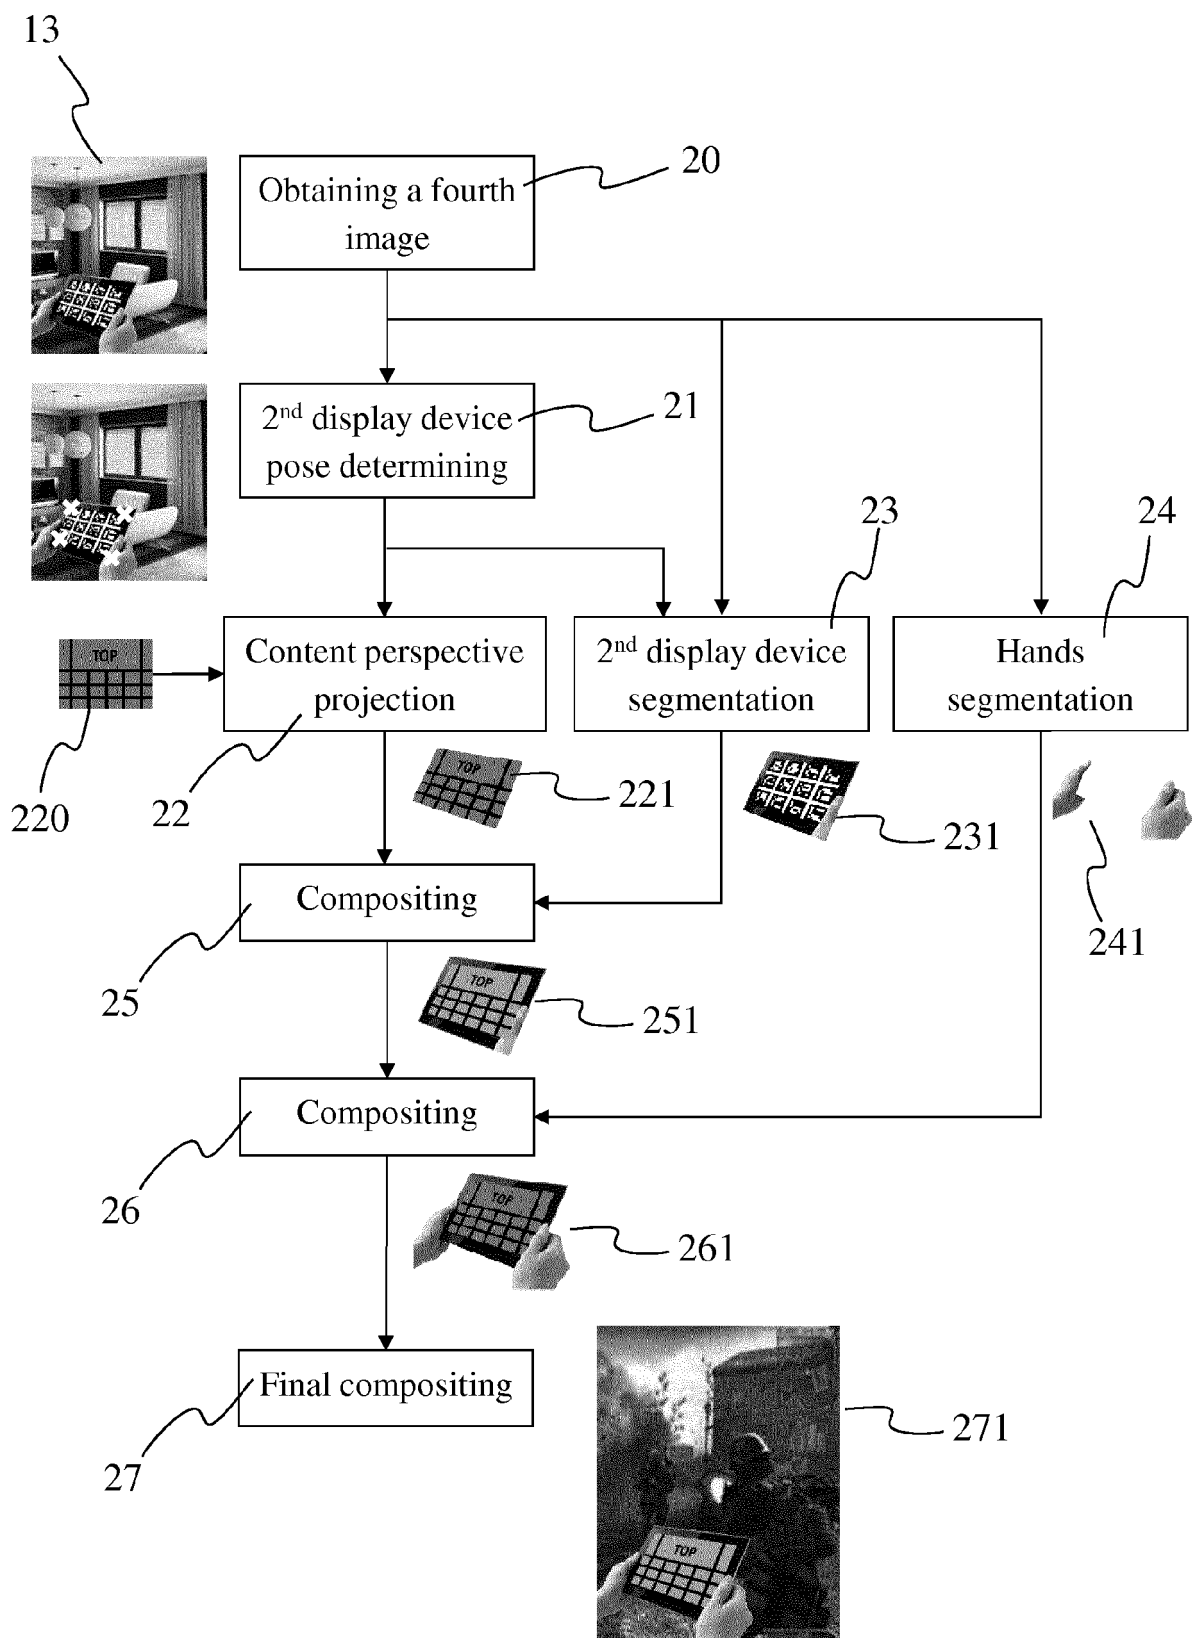 13
20
Obtaining a fourth
image
21
2nd display device
pose determining
23
24
TOP
Content perspective
projection
2nd display device
segmentation
Hands
segmentation
220
22
TOP
221
231
241
Compositing
25
TOP
251
Compositing
26
TOP
261
Final compositing
27
271
TOP